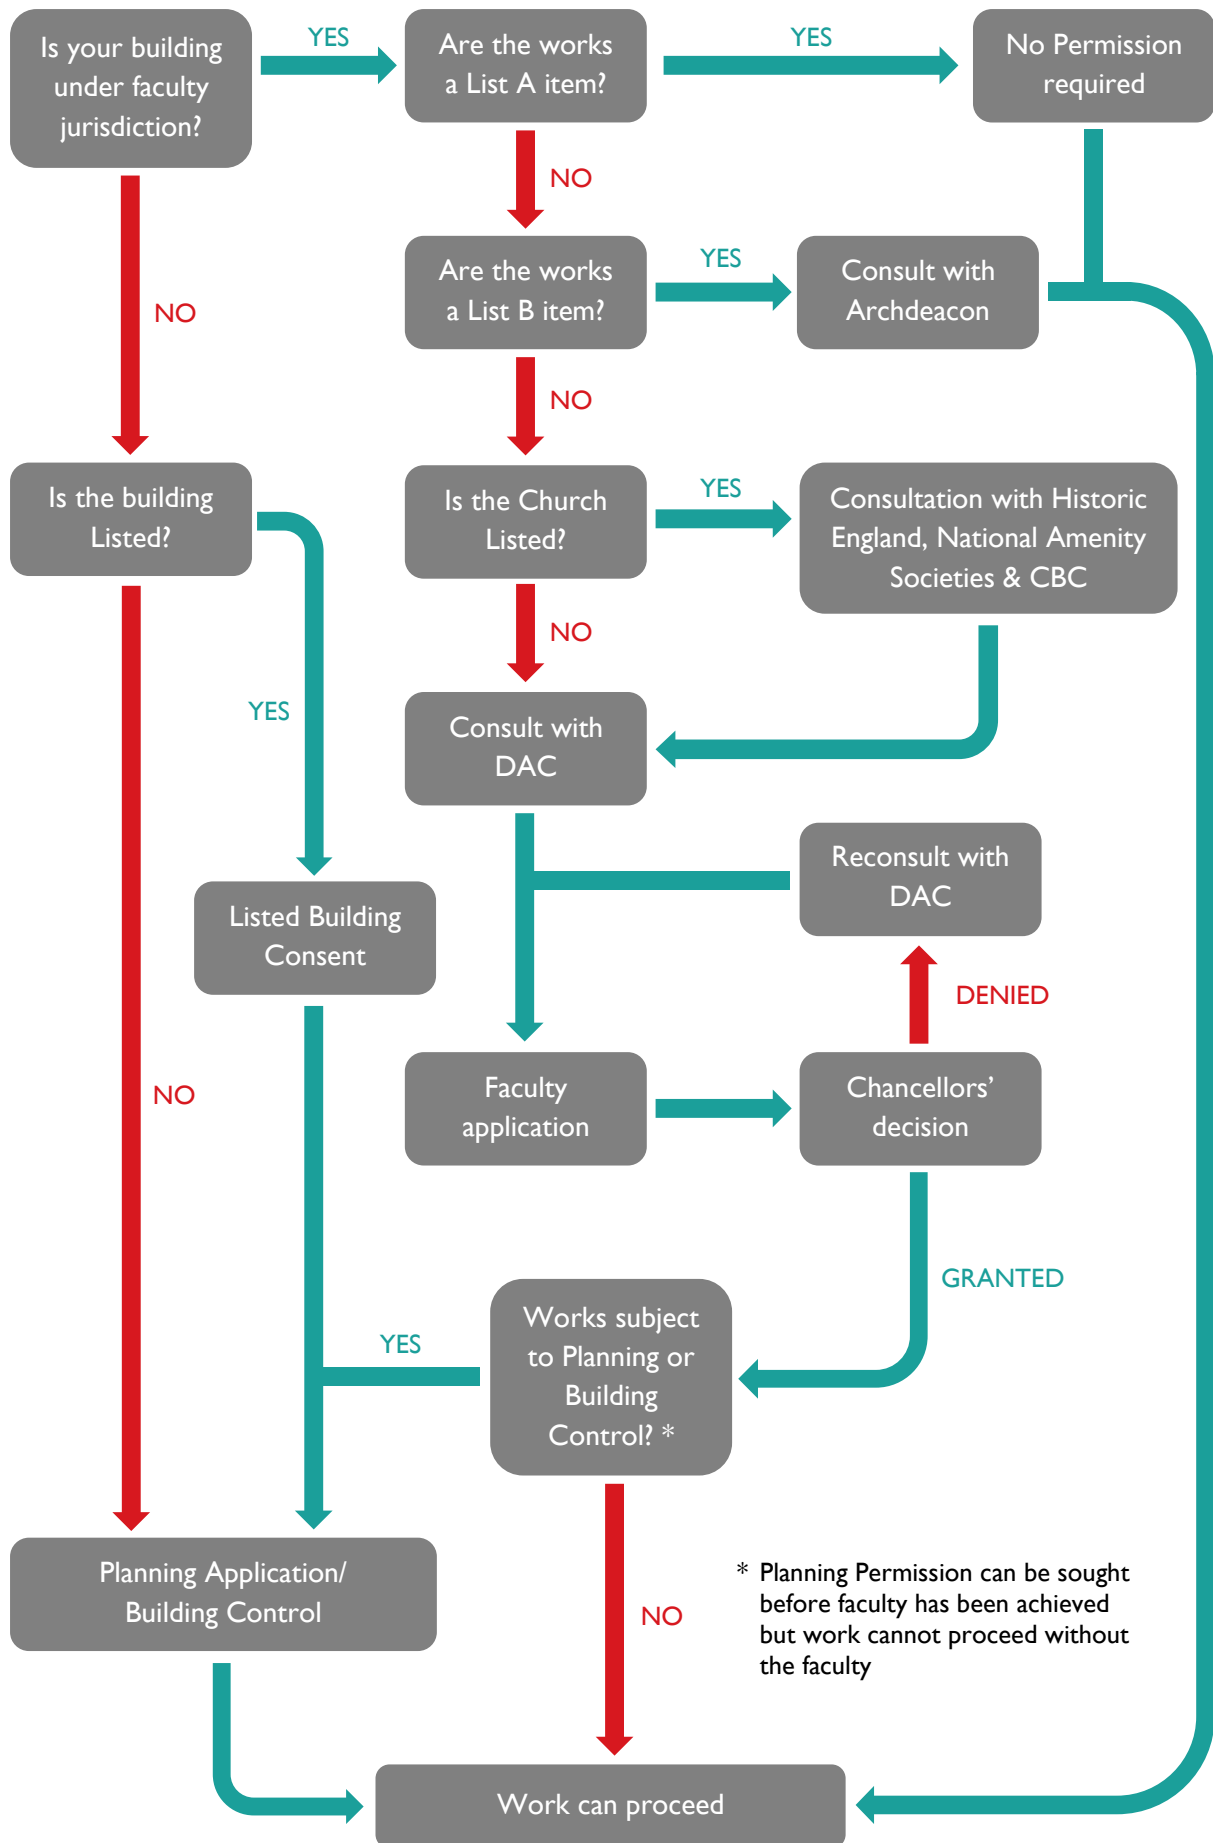 Is your building
under faculty
jurisdiction?
YES
Are the works
a List A item?
YES
No Permission
required
NO
Are the works
a List B item?
YES
Consult with
Archdeacon
NO
NO
Is the building
Listed?
Is the Church
Listed?
YES
Consultation with Historic
England, National Amenity
Societies & CBC
NO
YES
Consult with
DAC
Reconsult with
DAC
Listed Building
Consent
DENIED
NO
Faculty
application
Chancellors’
decision
GRANTED
YES
Works subject
to Planning or
Building
Control? *
Planning Application/
Building Control
NO
* Planning Permission can be sought
before faculty has been achieved
but work cannot proceed without
the faculty
Work can proceed